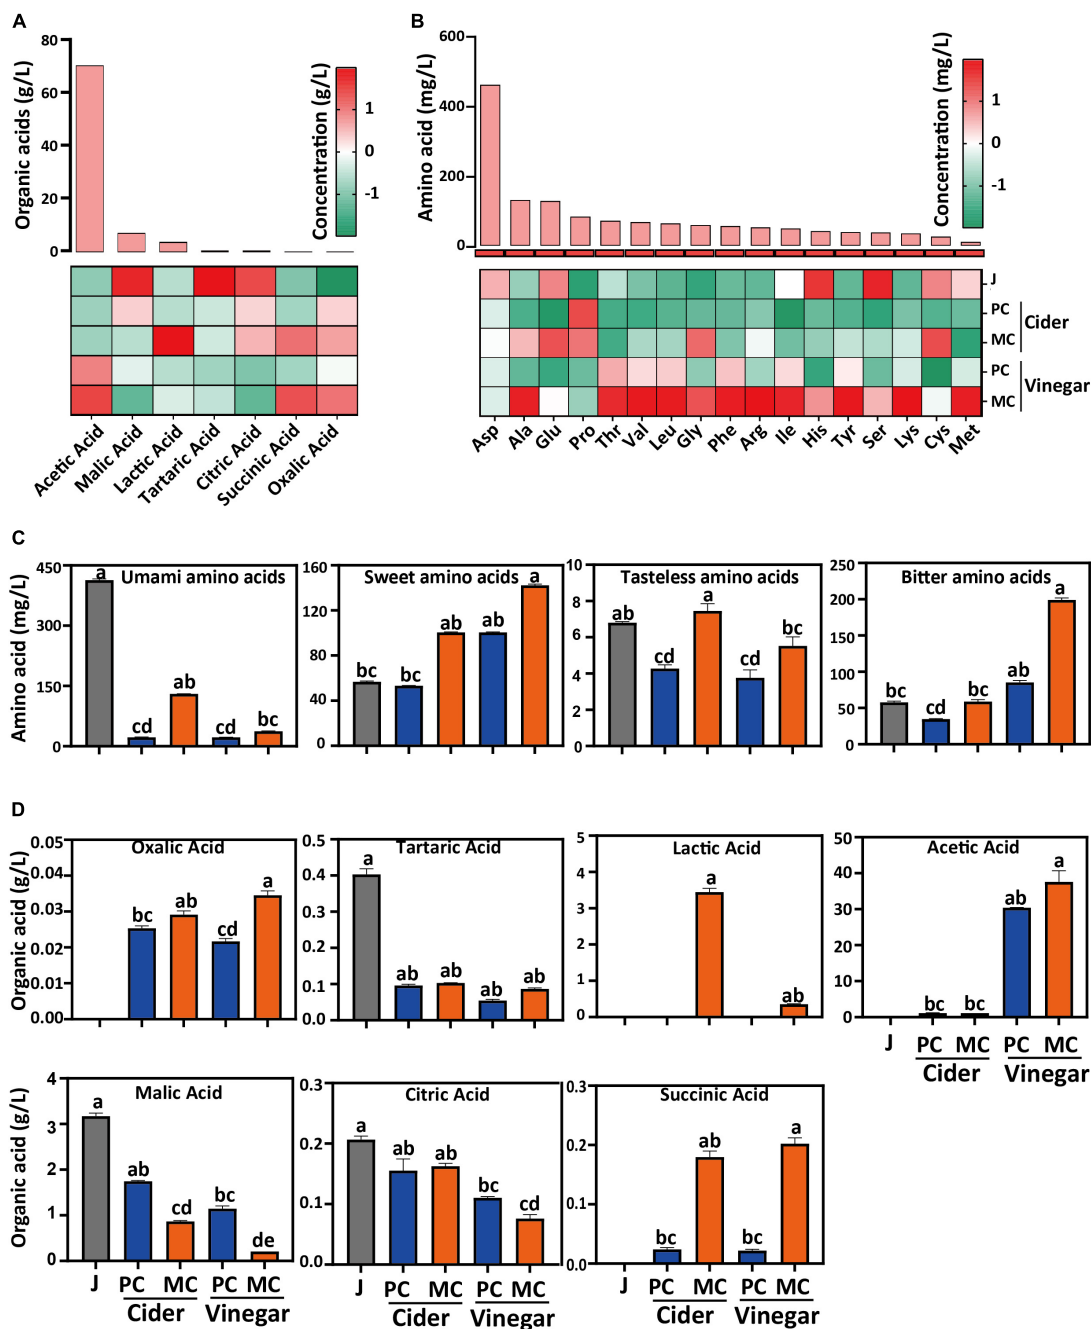 A
Organic acids (g/L)
80
60
40
20
0
Concentration (g/L)
1
0
-1
Acetic Acid
Malic Acid
Lactic Acid
Tartaric Acid
Citric Acid
Succinic Acid
Oxalic Acid
B
Amino acid (mg/L)
600
400
200
0
Concentration (mg/L)
1
0
-1
J
PC
MC
Cider
PC
MC
Vinegar
Asp
Ala
Glu
Pro
Thr
Val
Leu
Gly
Phe
Arg
Ile
His
Tyr
Ser
Lys
Cys
Met
C
Amino acid (mg/L)
Umami amino acids
450
300
150
0
a
cd
ab
cd
bc
Sweet amino acids
160
120
80
40
0
bc
bc
ab
ab
a
Tasteless amino acids
10
8
6
4
2
0
ab
cd
a
cd
bc
Bitter amino acids
250
200
150
100
50
0
bc
cd
bc
ab
a
D
Organic acid (g/L)
Oxalic Acid
0.05
0.04
0.03
0.02
0.01
0.00
bc
ab
cd
a
Tartaric Acid
0.5
0.4
0.3
0.2
0.1
0.0
a
ab
ab
ab
ab
Lactic Acid
5
4
3
2
1
0
a
ab
Acetic Acid
50
40
30
20
10
0
bc
bc
ab
a
J
PC
MC
PC
MC
Cider
Vinegar
Organic acid (g/L)
Malic Acid
4
3
2
1
0
a
ab
cd
bc
de
J
PC
MC
PC
MC
Cider
Vinegar
Citric Acid
0.3
0.2
0.1
0.0
a
ab
ab
bc
cd
J
PC
MC
PC
MC
Cider
Vinegar
Succinic Acid
0.3
0.2
0.1
0.0
bc
ab
bc
a
J
PC
MC
PC
MC
Cider
Vinegar